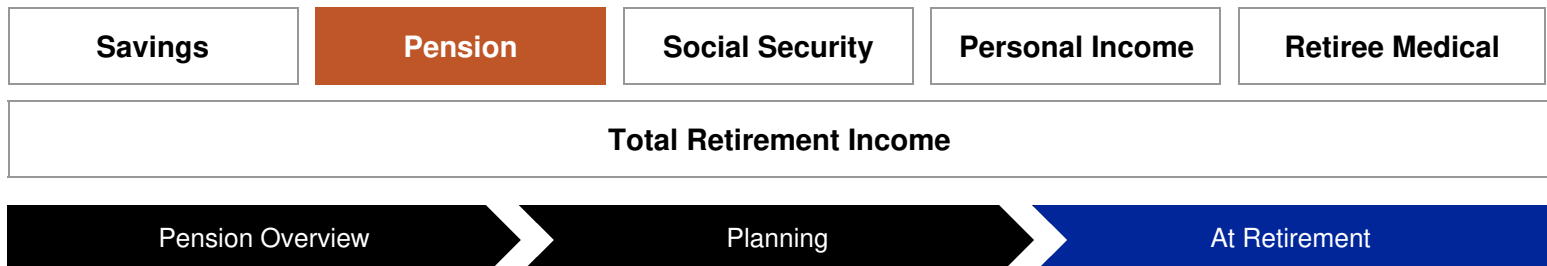 Savings Pension Social Security Personal Income Retiree Medical
Total Retirement Income
Pension Overview Planning At Retirement